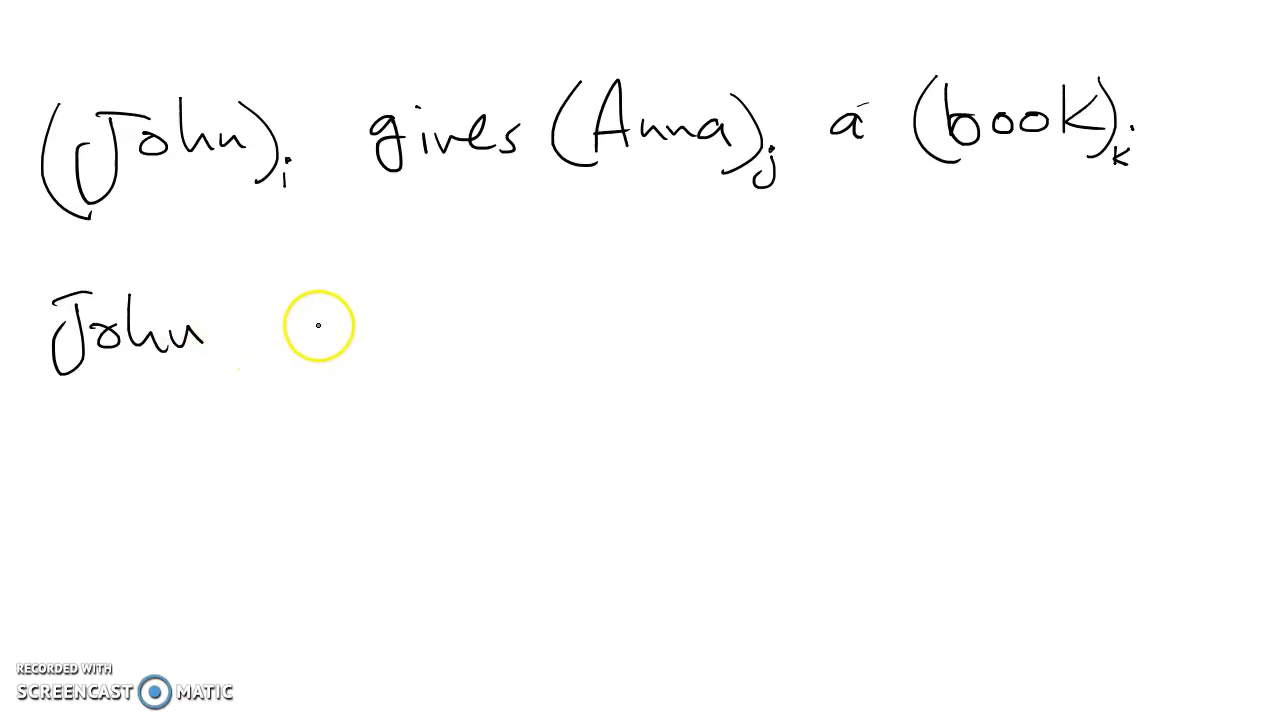 (John)i gives (Anna)j a (book)k.
John
RECORDED WITH
SCREENCAST MATIC